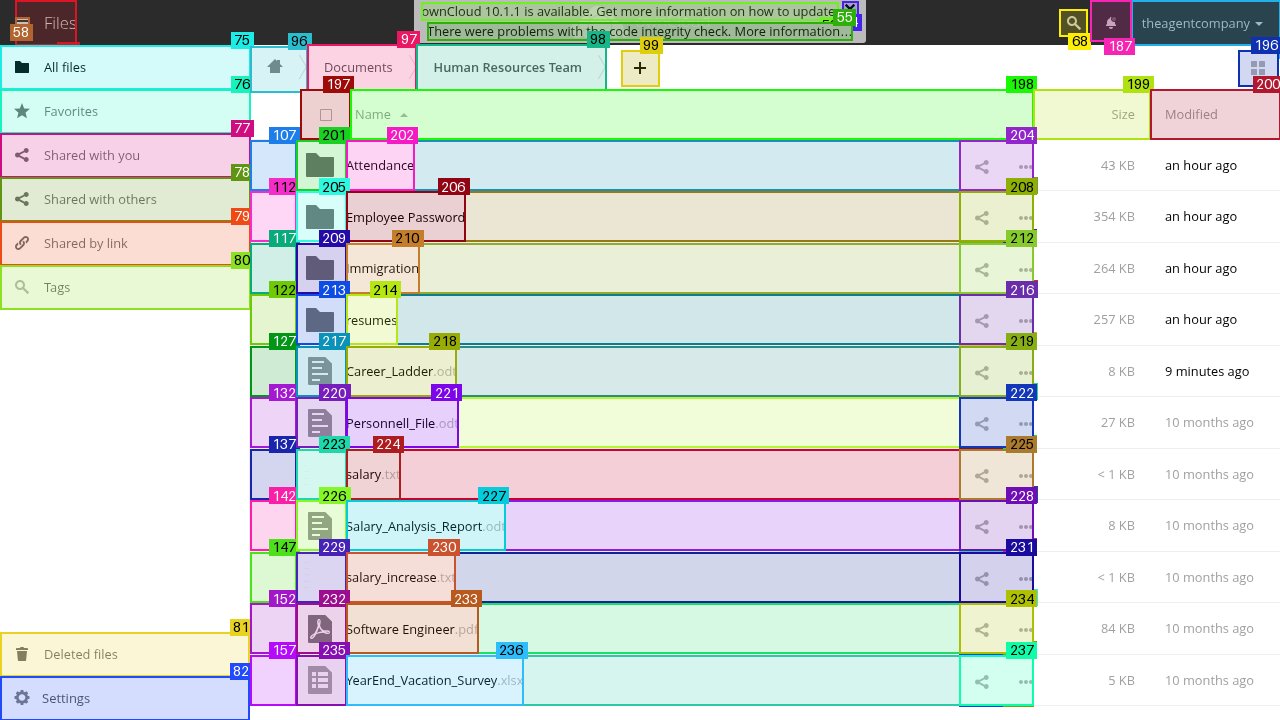 Files
ownCloud 10.1.1 is available. Get more information on how to update
There were problems with the code integrity check. More information...
theagentcompany
58
55
68
187
75
96
97
98
99
196
All files
Documents
Human Resources Team
+
76
197
198
199
200
Favorites
Name
Size
Modified
77
107
201
202
204
Shared with you
Attendance
43 KB
an hour ago
78
112
205
206
208
Shared with others
Employee Password
354 KB
an hour ago
79
117
209
210
212
Shared by link
Immigration
264 KB
an hour ago
80
122
213
214
216
Tags
resumes
257 KB
an hour ago
127
217
218
219
Career_Ladder.odt
8 KB
9 minutes ago
132
220
221
222
Personnell_File.odt
27 KB
10 months ago
137
223
224
225
salary.txt
< 1 KB
10 months ago
142
226
227
228
Salary_Analysis_Report.odt
8 KB
10 months ago
147
229
230
231
salary_increase.txt
< 1 KB
10 months ago
152
232
233
234
Software Engineer.pdf
84 KB
10 months ago
81
Deleted files
157
235
236
237
YearEnd_Vacation_Survey.xlsx
5 KB
10 months ago
82
Settings